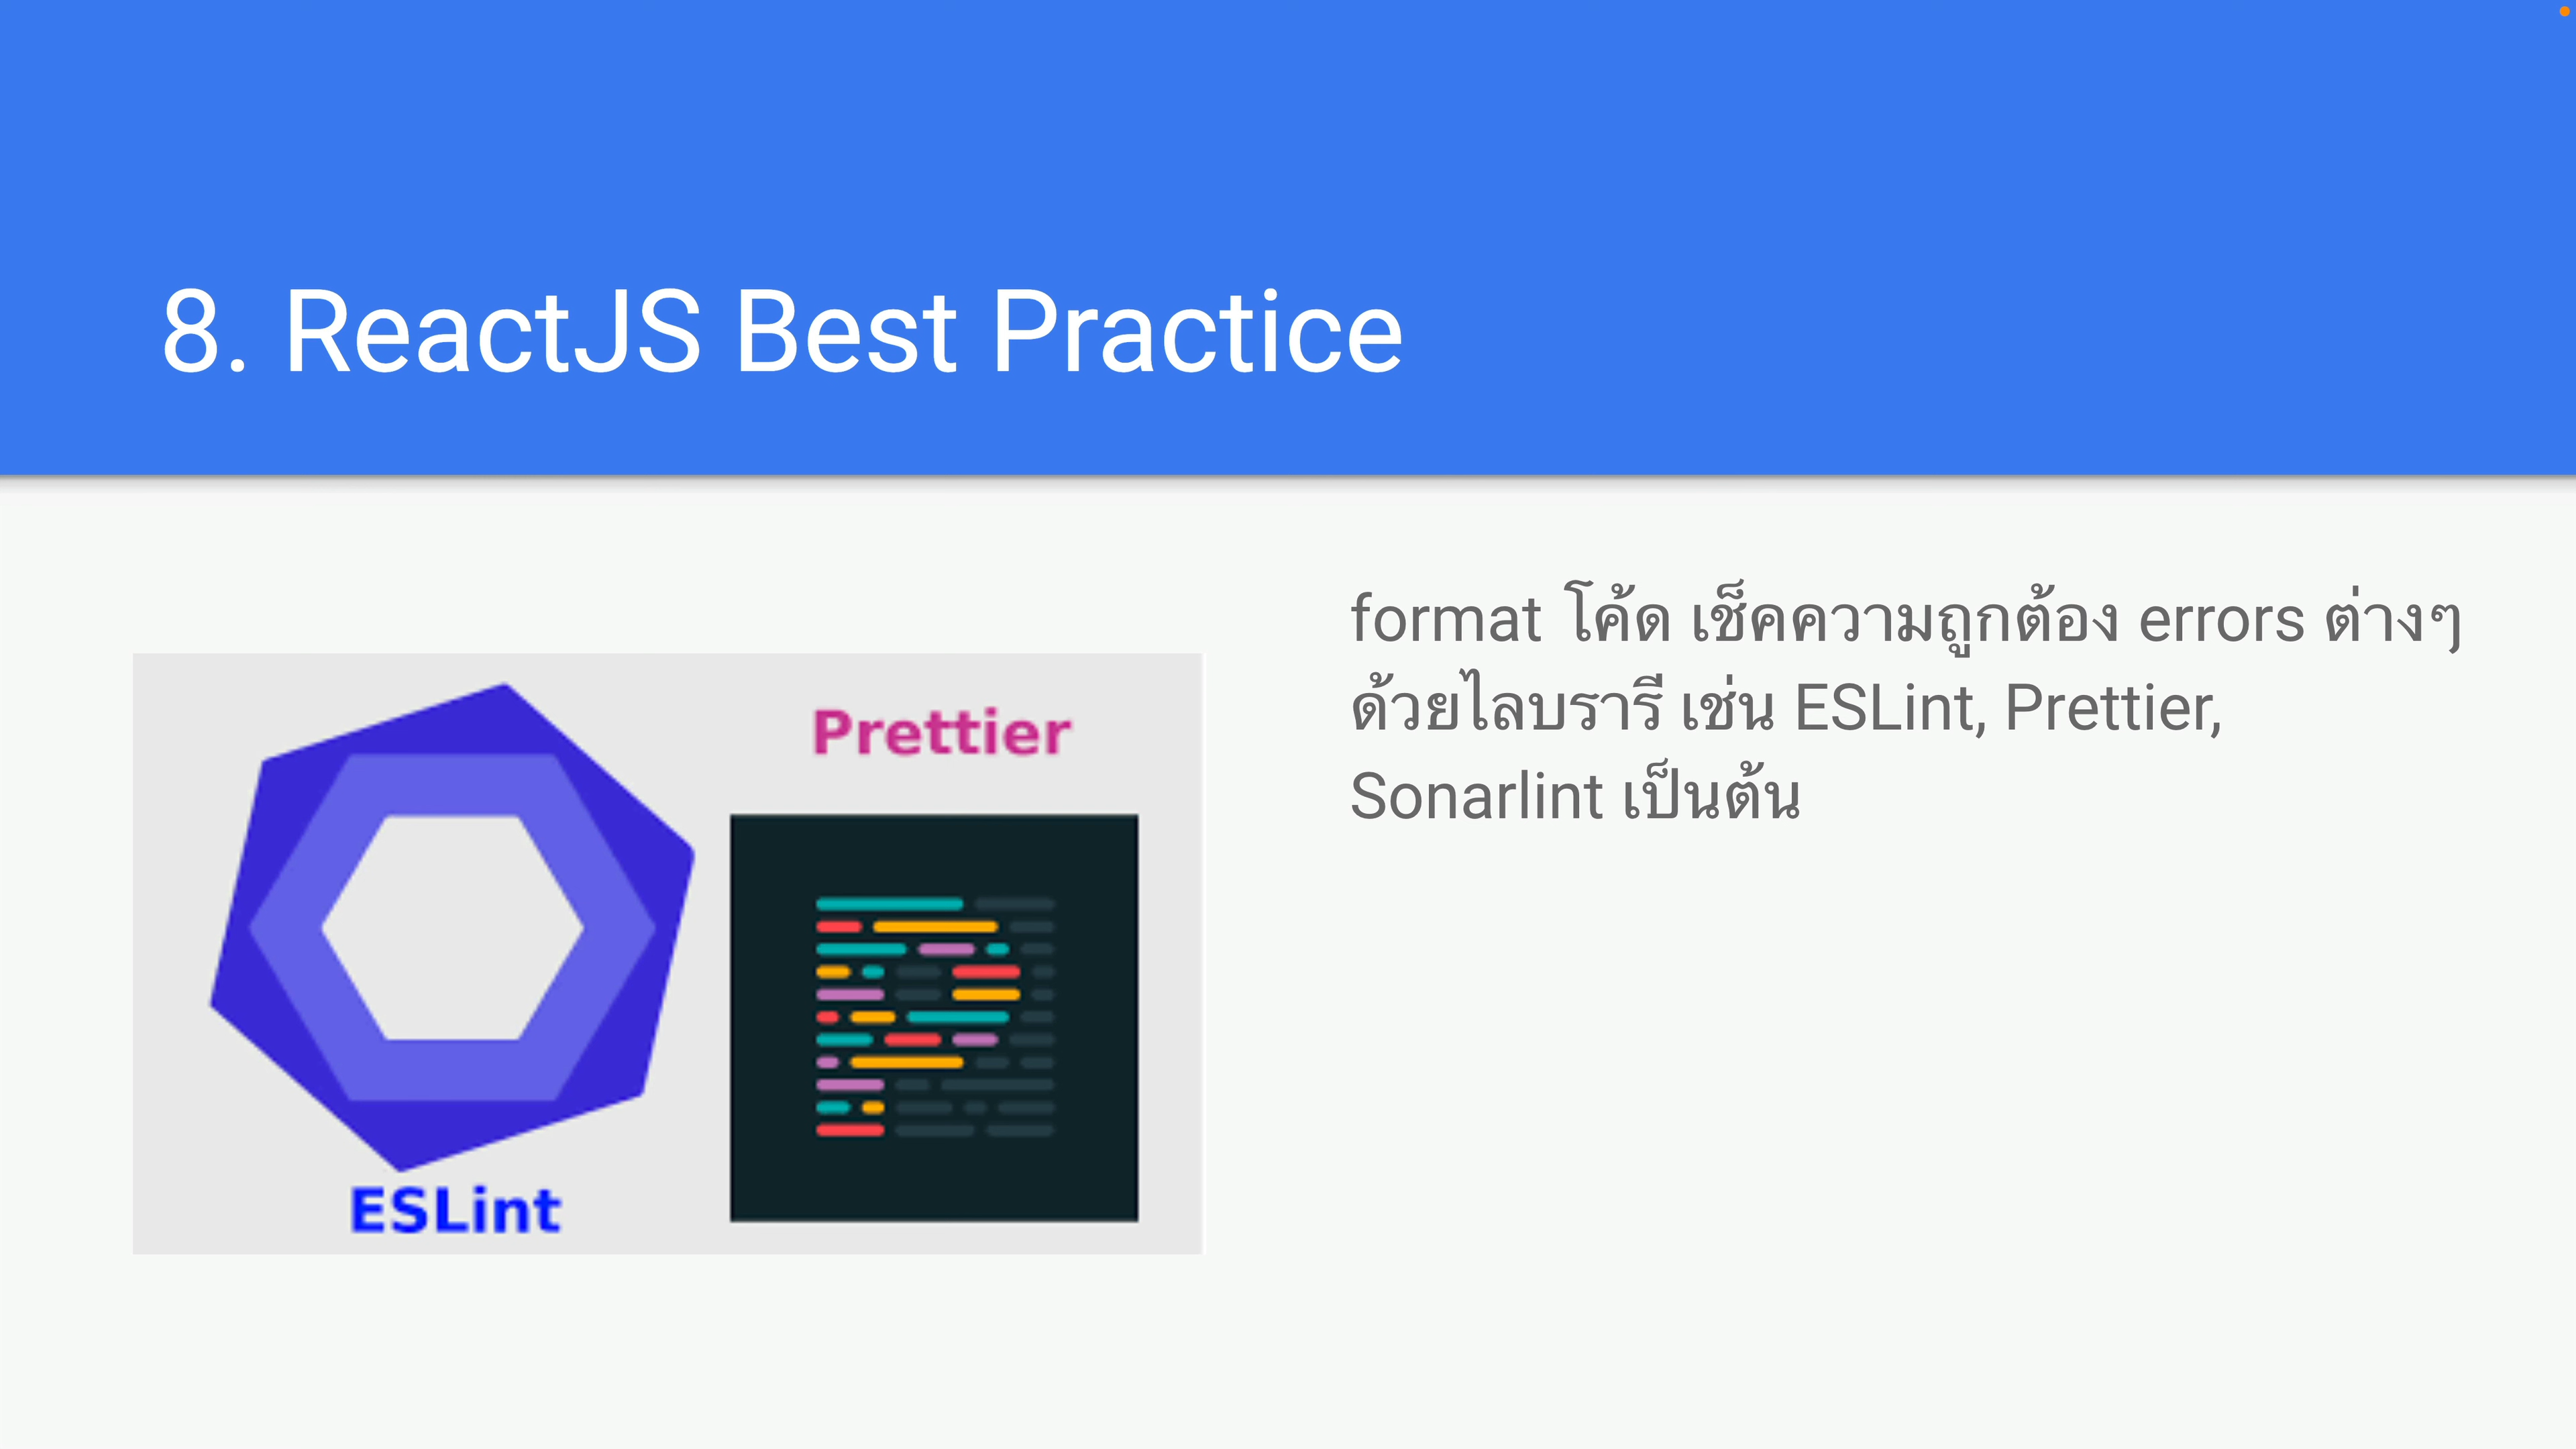 8. ReactJS Best Practice
format โค้ด เช็คความถูกต้อง errors ต่างๆ
ด้วยไลบรารี เช่น ESLint, Prettier,
Sonarlint เป็นต้น
Prettier
ESLint